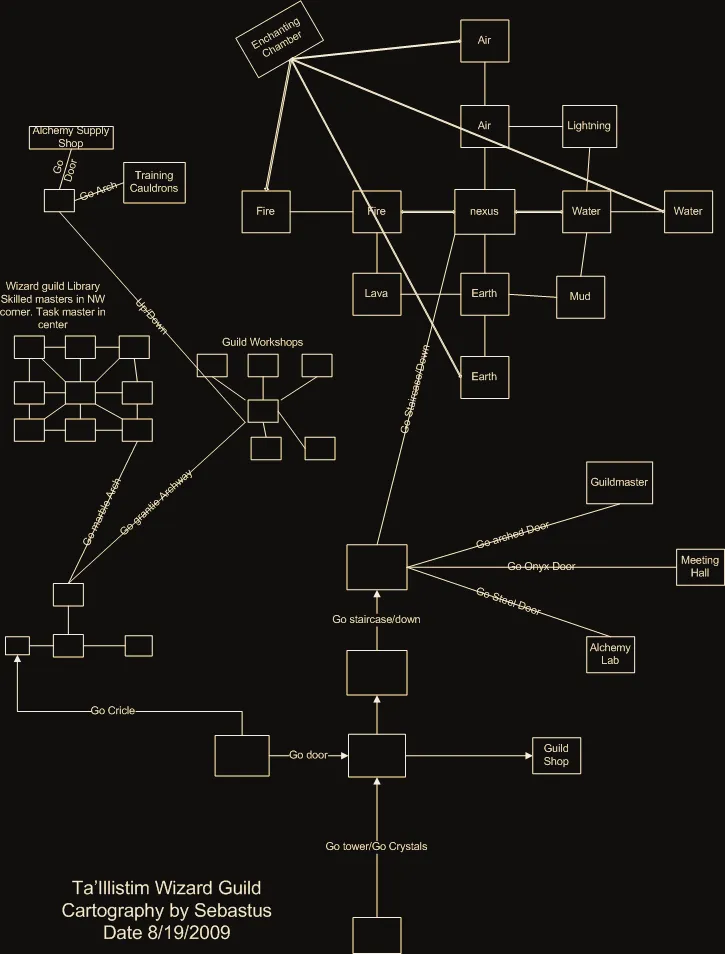 Enchanting
Chamber
Air
Air
Lightning
Alchemy Supply
Shop
Go
Door
Go Arch
Training
Cauldrons
Fire
Fire
nexus
Water
Water
Wizard guild Library
Skilled masters in NW
corner. Task master in
center
Up/Down
Lava
Earth
Mud
Guild Workshops
Go Staircase/Down
Earth
Go marble Arch
Go grantie Archway
Guildmaster
Go arched Door
Go Onyx Door
Meeting
Hall
Go Steel Door
Go staircase/down
Alchemy
Lab
Go Cricle
Go door
Guild
Shop
Go tower/Go Crystals
Ta'Illistim Wizard Guild
Cartography by Sebastus
Date 8/19/2009